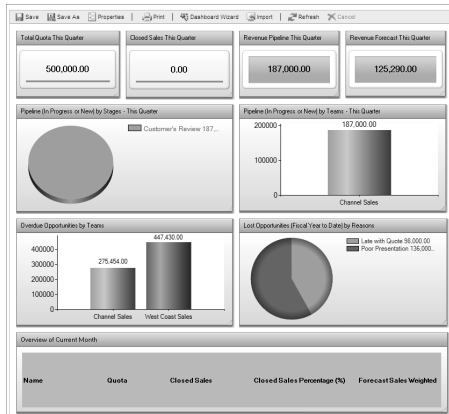 Save Save As Properties Print Dashboard Wizard Import Refresh Cancel
Total Quota This Quarter
500,000.00
Closed Sales This Quarter
0.00
Revenue Pipeline This Quarter
187,000.00
Revenue Forecast This Quarter
125,290.00
Pipeline (In Progress or New) by Stages - This Quarter
Customer's Review 187...
Pipeline (In Progress or New) by Teams - This Quarter
200000
187,000.00
100000
0
Channel Sales
Overdue Opportunities by Teams
447,430.00
400000
275,454.00
300000
200000
100000
0
Channel Sales West Coast Sales
Lost Opportunities (Fiscal Year to Date) by Reasons
Late with Quote 98,000.00
Poor Presentation 136,000...
Overview of Current Month
Name Quota Closed Sales Closed Sales Percentage (%) Forecast Sales Weighted